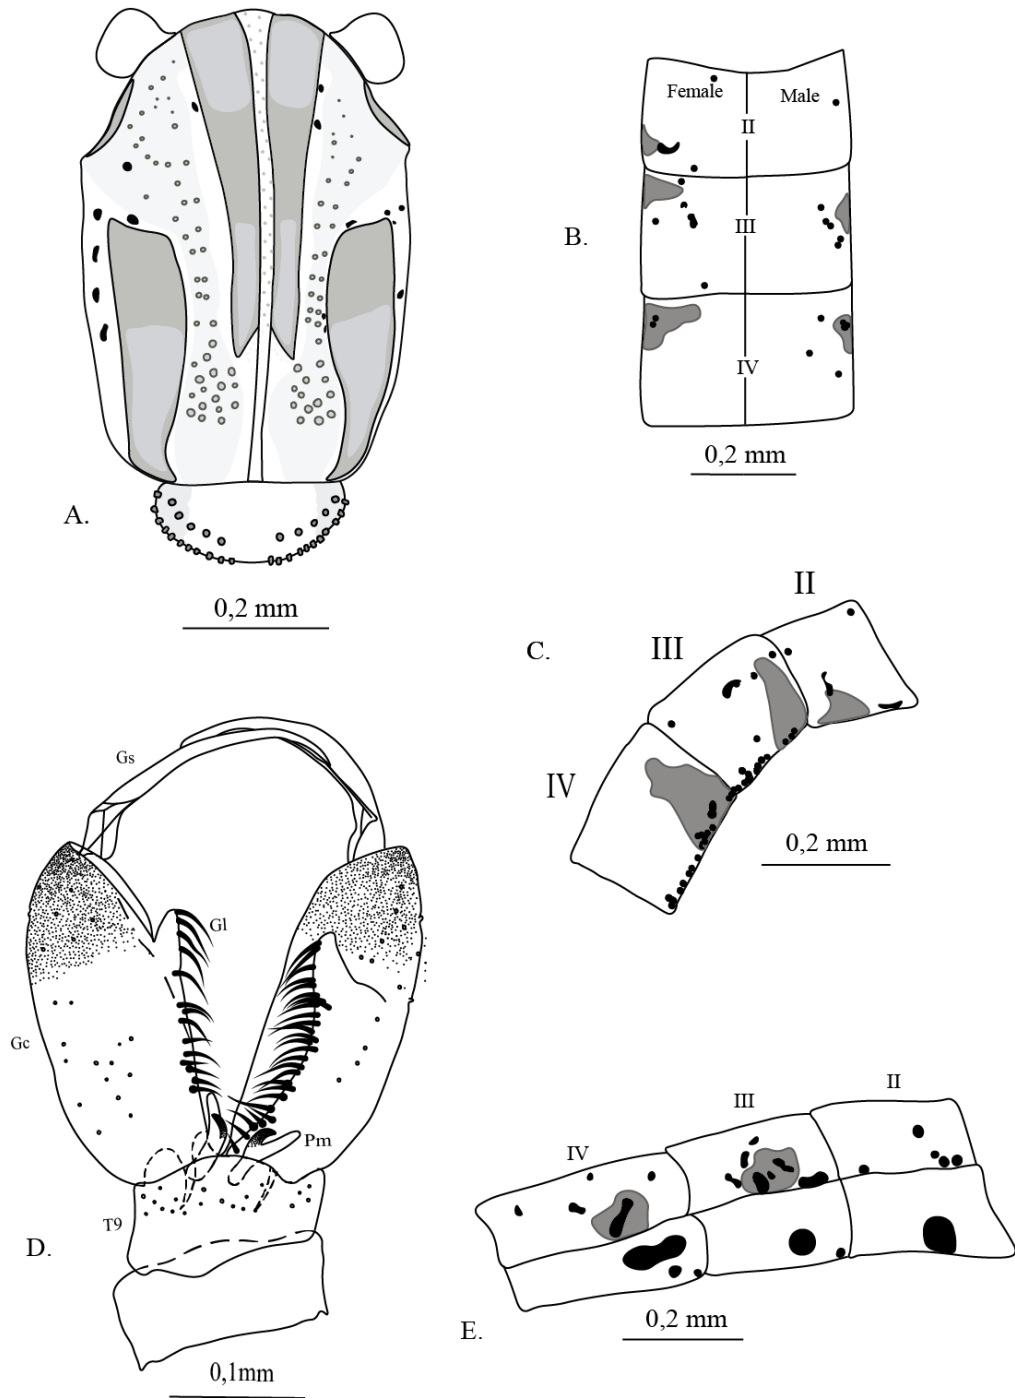 A.
0,2 mm
B.
Female
Male
II
III
IV
0,2 mm
C.
II
III
IV
0,2 mm
D.
Gs
Gl
Gc
Pm
T9
0,1mm
E.
IV
III
II
0,2 mm